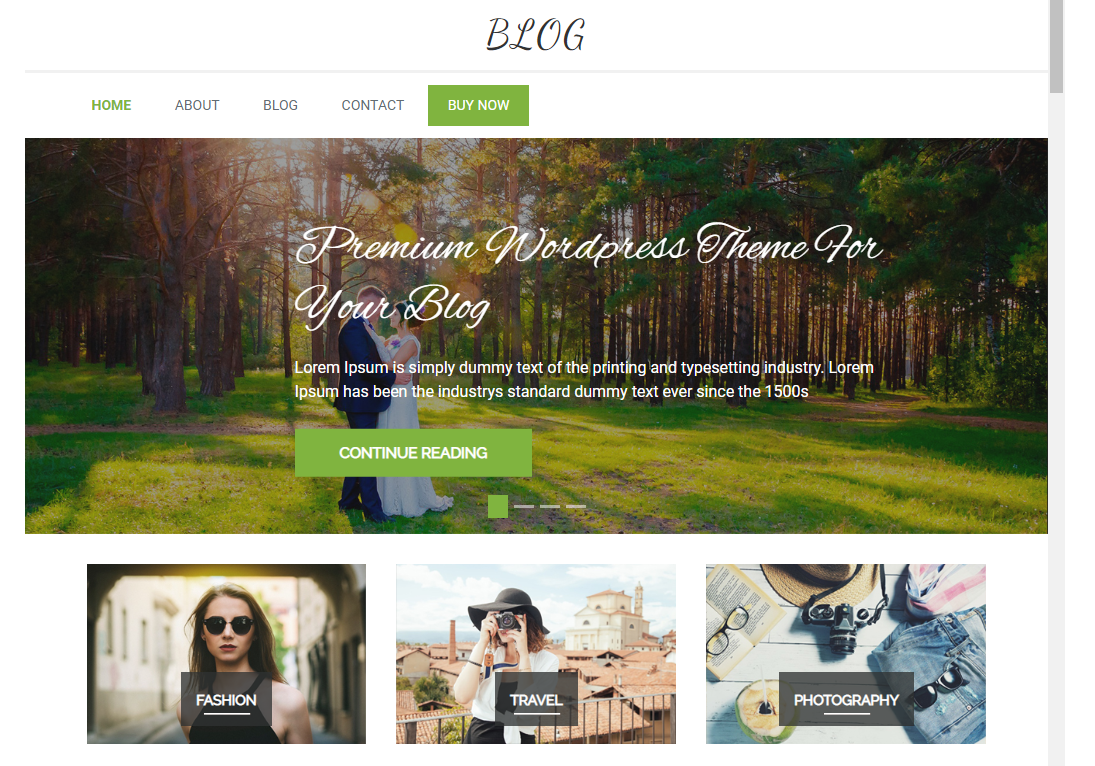 BLOG
HOME ABOUT BLOG CONTACT BUY NOW
Premium Wordpress Theme For
Your Blog
Lorem Ipsum is simply dummy text of the printing and typesetting industry. Lorem
Ipsum has been the industrys standard dummy text ever since the 1500s
CONTINUE READING
FASHION TRAVEL PHOTOGRAPHY